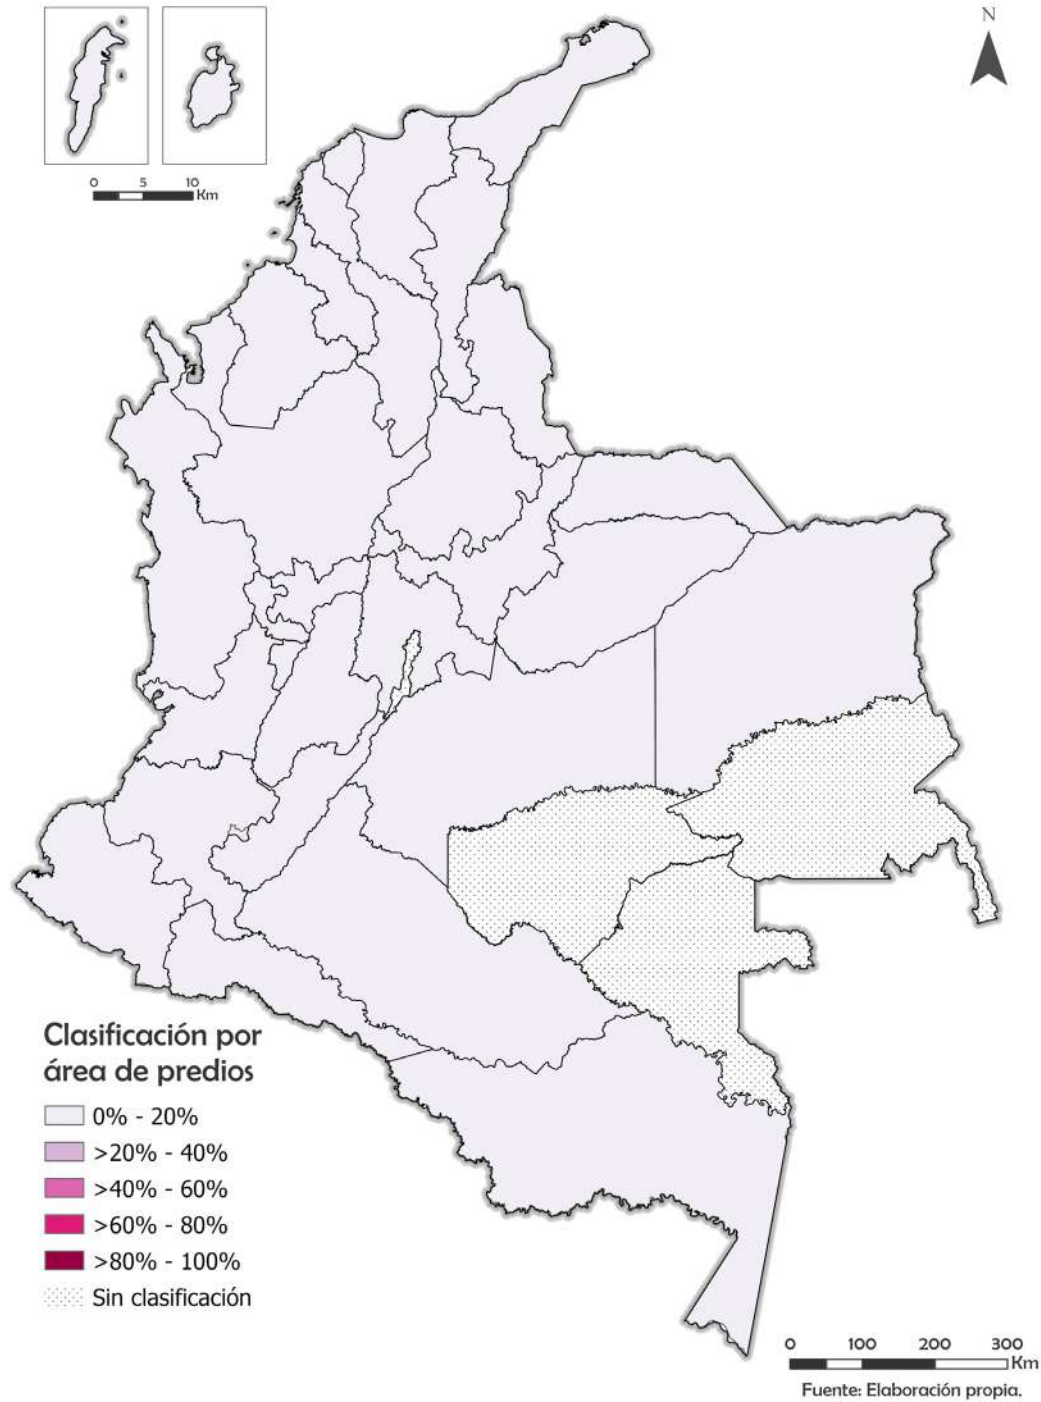 N
0 5 10
Km
Clasificación por
área de predios
0% - 20%
>20% - 40%
>40% - 60%
>60% - 80%
>80% - 100%
Sin clasificación
0 100 200 300
Km
Fuente: Elaboración propia.